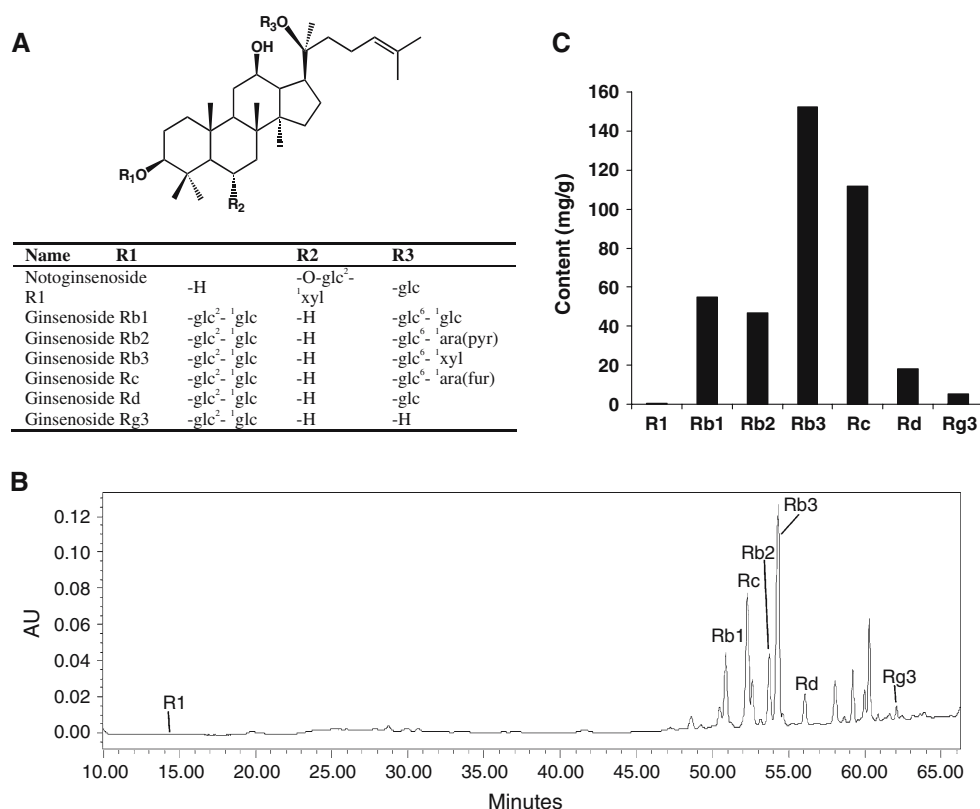 A
R₃O
OH
R₁O
R₂
Name R1 R2 R3
Notoginsenoside R1 -H -O-glc²-¹xyl -glc
Ginsenoside Rb1 -glc²-¹glc -H -glc⁶-¹glc
Ginsenoside Rb2 -glc²-¹glc -H -glc⁶-¹ara(pyr)
Ginsenoside Rb3 -glc²-¹glc -H -glc⁶-¹xyl
Ginsenoside Rc -glc²-¹glc -H -glc⁶-¹ara(fur)
Ginsenoside Rd -glc²-¹glc -H -glc
Ginsenoside Rg3 -glc²-¹glc -H -H
C
Content (mg/g)
160
140
120
100
80
60
40
20
0
R1 Rb1 Rb2 Rb3 Rc Rd Rg3
B
AU
0.12
0.10
0.08
0.06
0.04
0.02
0.00
R1
Rb1
Rc
Rb2
Rb3
Rd
Rg3
10.00 15.00 20.00 25.00 30.00 35.00 40.00 45.00 50.00 55.00 60.00 65.00
Minutes